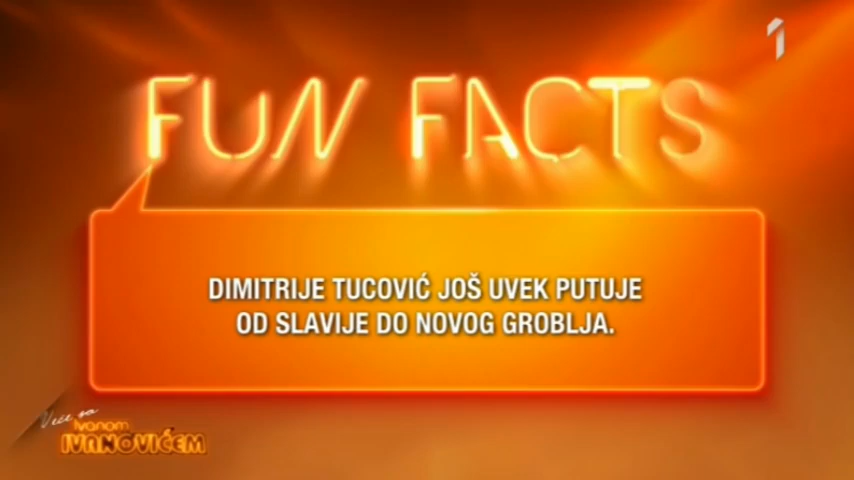 1
FUN FACTS
DIMITRIJE TUCOVIĆ JOŠ UVEK PUTUJE
OD SLAVIJE DO NOVOG GROBLJA.
Veče sa
Ivanom
IVANOVIĆEM